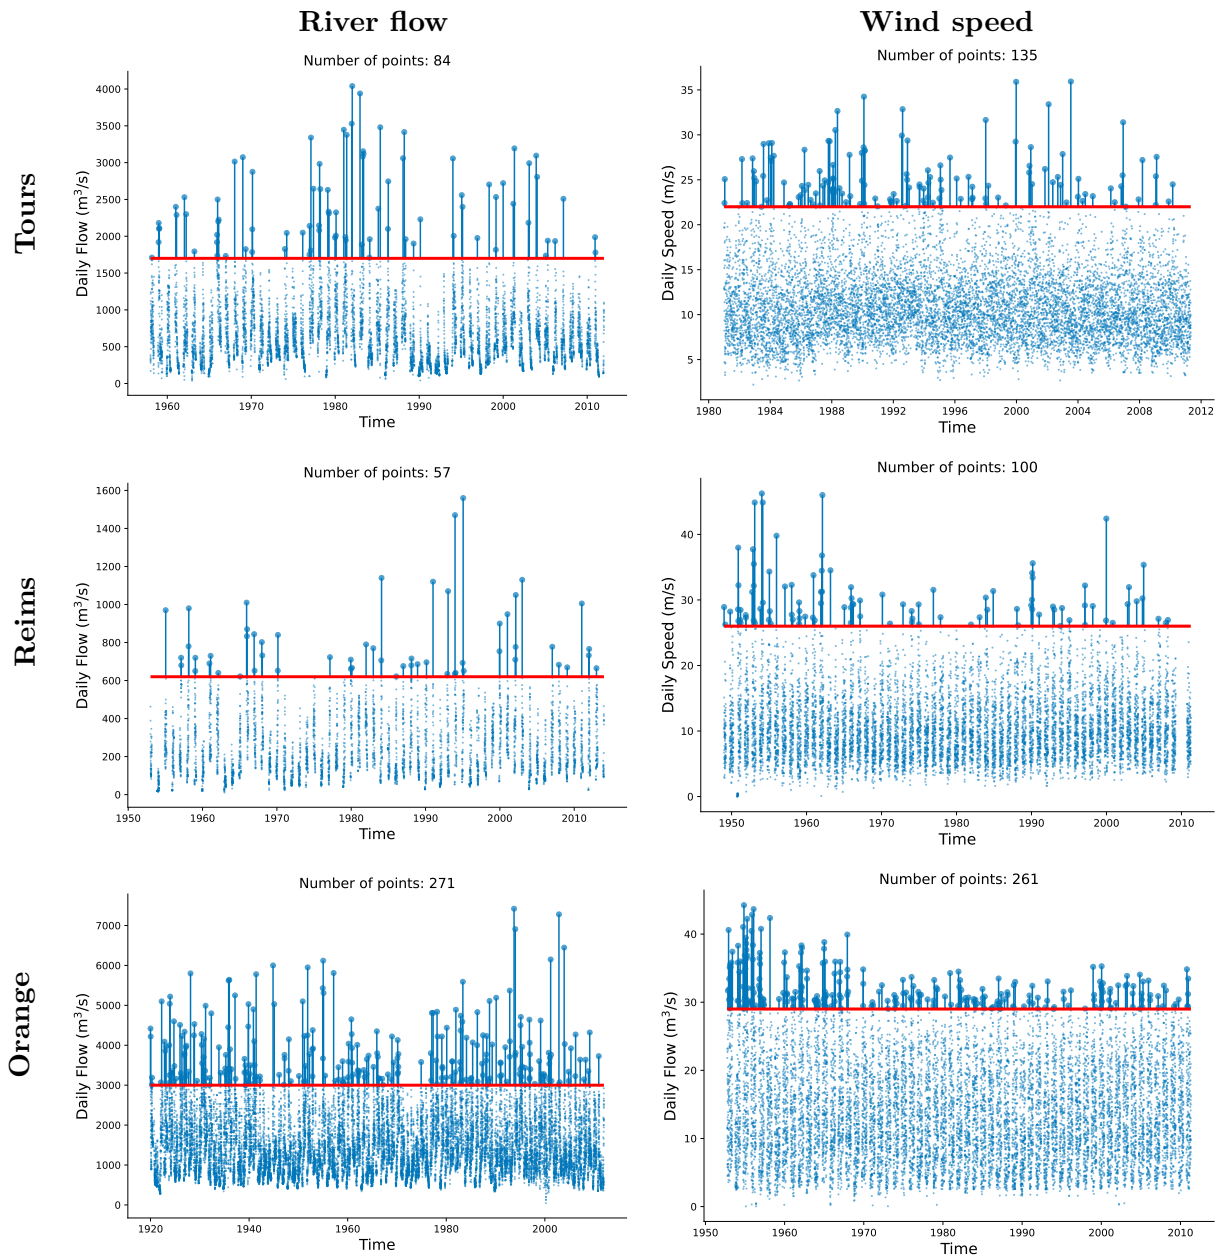 River flow
Wind speed
Tours
Number of points: 84
Daily Flow (m³/s)
4000
3500
3000
2500
2000
1500
1000
500
0
1960 1970 1980 1990 2000 2010
Time
Number of points: 135
Daily Speed (m/s)
35
30
25
20
15
10
5
1980 1984 1988 1992 1996 2000 2004 2008 2012
Time
Reims
Number of points: 57
Daily Flow (m³/s)
1600
1400
1200
1000
800
600
400
200
0
1950 1960 1970 1980 1990 2000 2010
Time
Number of points: 100
Daily Speed (m/s)
40
30
20
10
0
1950 1960 1970 1980 1990 2000 2010
Time
Orange
Number of points: 271
Daily Flow (m³/s)
7000
6000
5000
4000
3000
2000
1000
0
1920 1940 1960 1980 2000
Time
Number of points: 261
Daily Flow (m³/s)
40
30
20
10
0
1950 1960 1970 1980 1990 2000 2010
Time